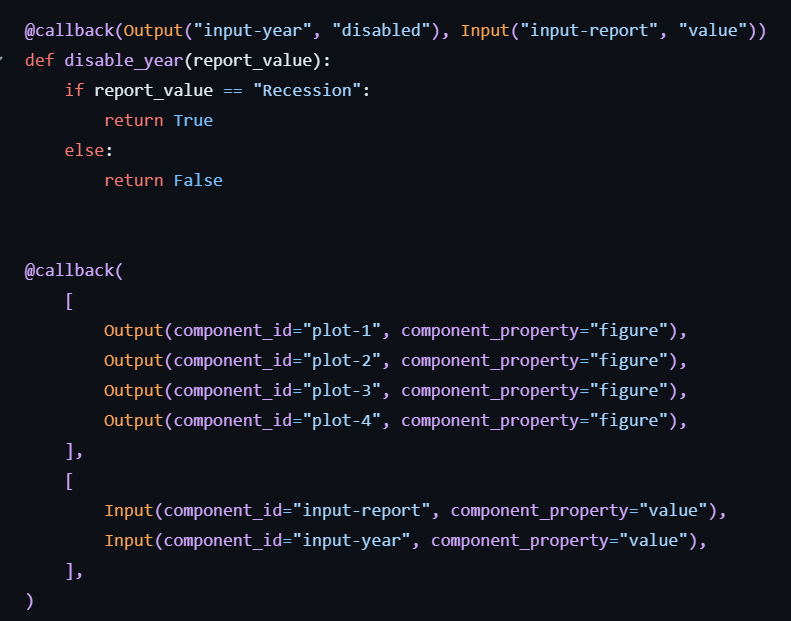 @callback(Output("input-year", "disabled"), Input("input-report", "value"))
def disable_year(report_value):
    if report_value == "Recession":
        return True
    else:
        return False
@callback(
    [
        Output(component_id="plot-1", component_property="figure"),
        Output(component_id="plot-2", component_property="figure"),
        Output(component_id="plot-3", component_property="figure"),
        Output(component_id="plot-4", component_property="figure"),
    ],
    [
        Input(component_id="input-report", component_property="value"),
        Input(component_id="input-year", component_property="value"),
    ],
)